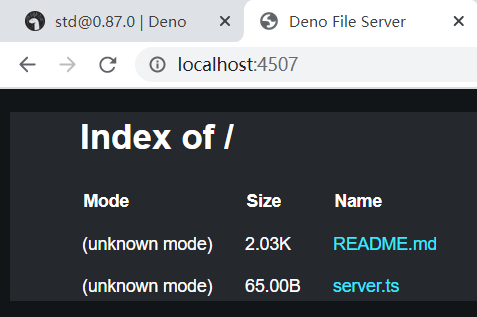 std@0.87.0 | Deno
Deno File Server
localhost:4507
Index of /
Mode Size Name
(unknown mode) 2.03K README.md
(unknown mode) 65.00B server.ts